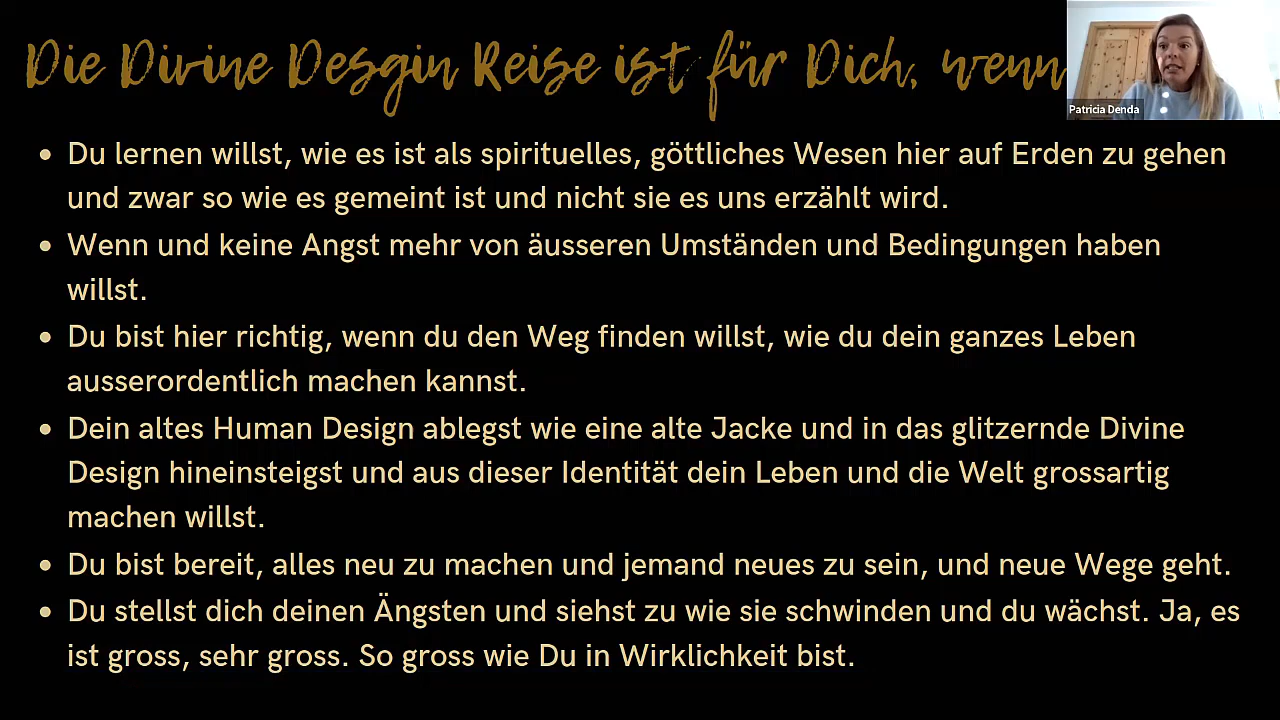 Die Divine Desgin Reise ist für Dich, wenn
Patricia Denda
Du lernen willst, wie es ist als spirituelles, göttliches Wesen hier auf Erden zu gehen
und zwar so wie es gemeint ist und nicht sie es uns erzählt wird.
Wenn und keine Angst mehr von äusseren Umständen und Bedingungen haben
willst.
Du bist hier richtig, wenn du den Weg finden willst, wie du dein ganzes Leben
ausserordentlich machen kannst.
Dein altes Human Design ablegst wie eine alte Jacke und in das glitzernde Divine
Design hineinsteigst und aus dieser Identität dein Leben und die Welt grossartig
machen willst.
Du bist bereit, alles neu zu machen und jemand neues zu sein, und neue Wege geht.
Du stellst dich deinen Ängsten und siehst zu wie sie schwinden und du wächst. Ja, es
ist gross, sehr gross. So gross wie Du in Wirklichkeit bist.